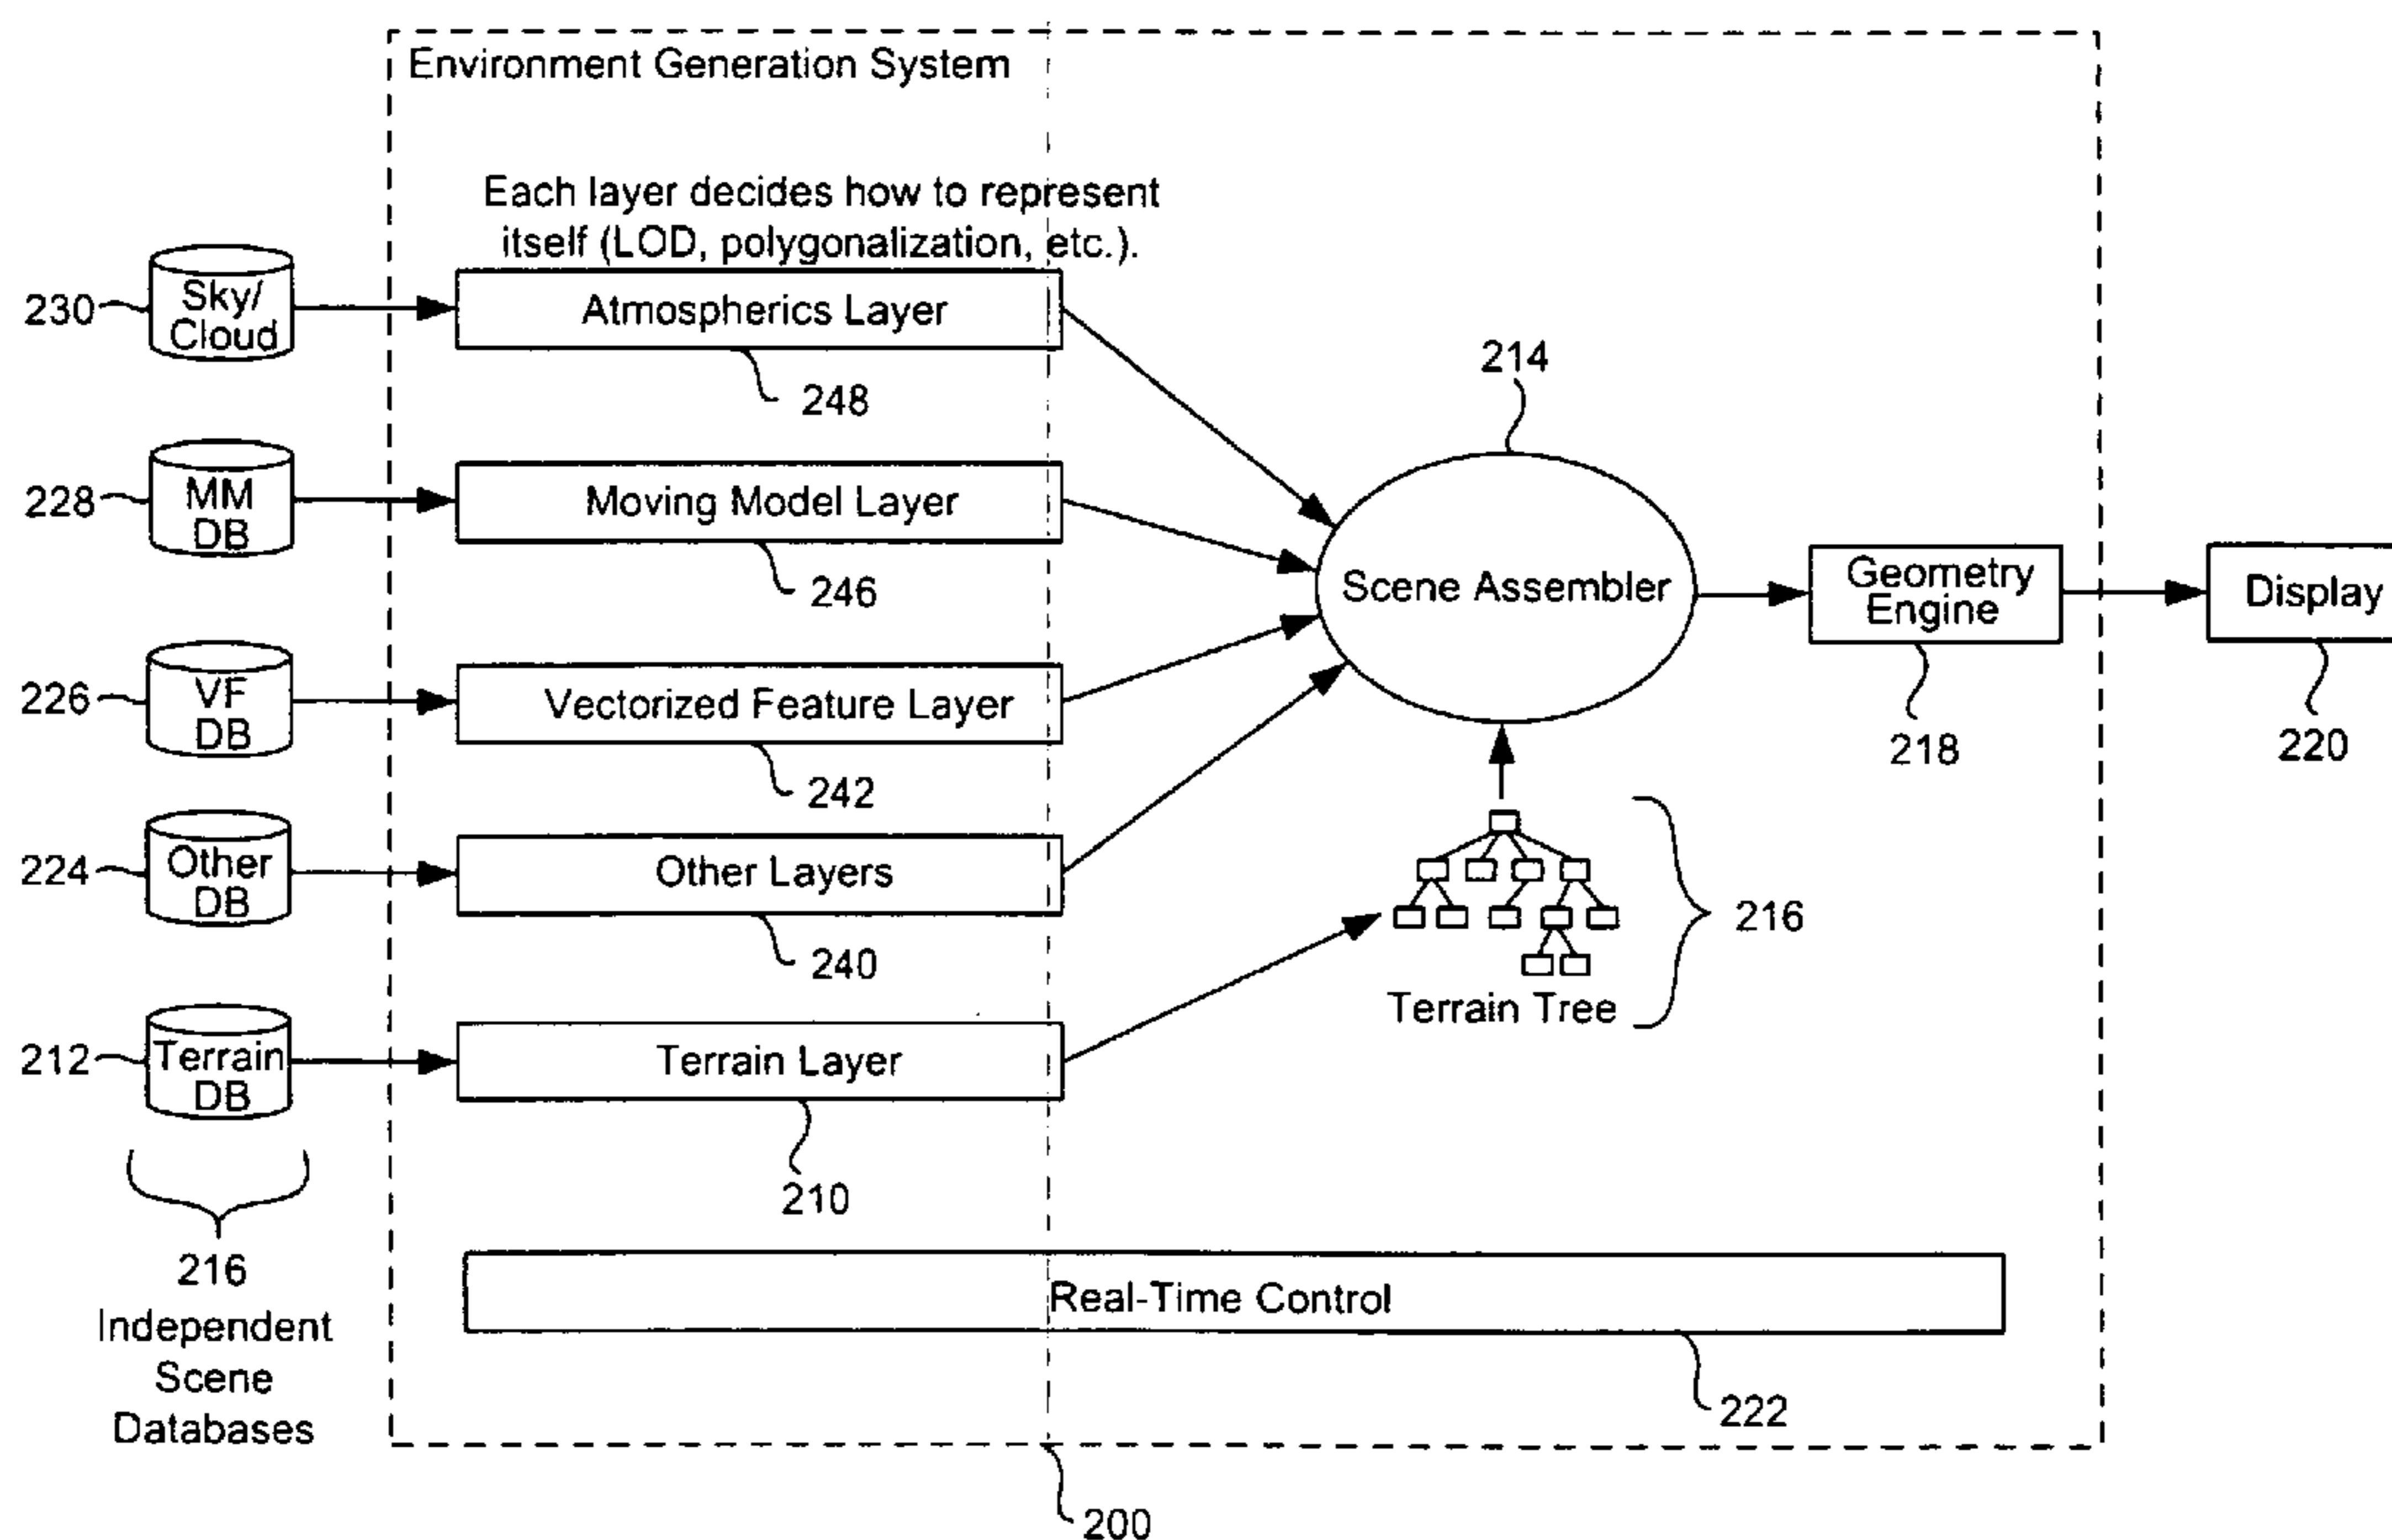 Environment Generation System
Each layer decides how to represent
itself (LOD, polygonalization, etc.).
230
Sky/
Cloud
Atmospherics Layer
248
228
MM
DB
Moving Model Layer
246
226
VF
DB
Vectorized Feature Layer
242
224
Other
DB
Other Layers
240
212
Terrain
DB
Terrain Layer
210
214
Scene Assembler
Geometry
Engine
218
Display
220
216
Terrain Tree
216
Independent
Scene
Databases
Real-Time Control
222
200